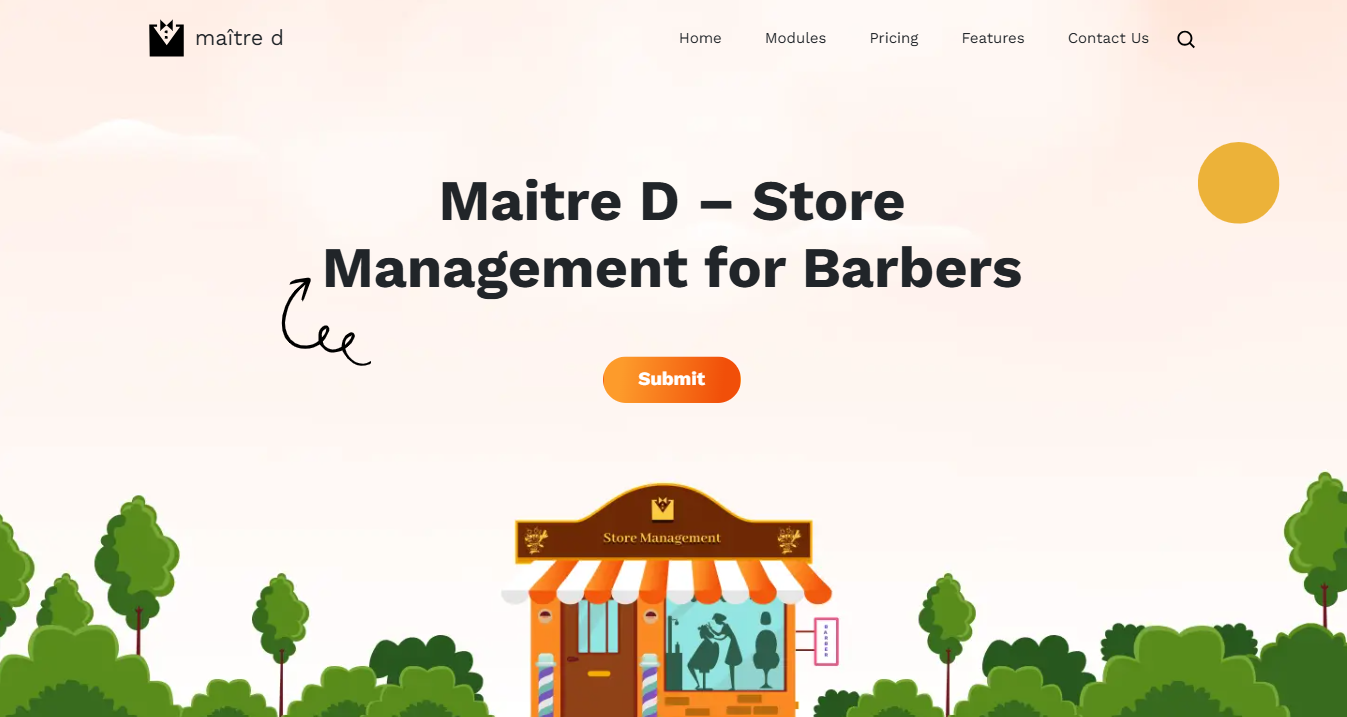 maître d
Home
Modules
Pricing
Features
Contact Us
Maitre D – Store
Management for Barbers
Submit
Store Management
BARBER